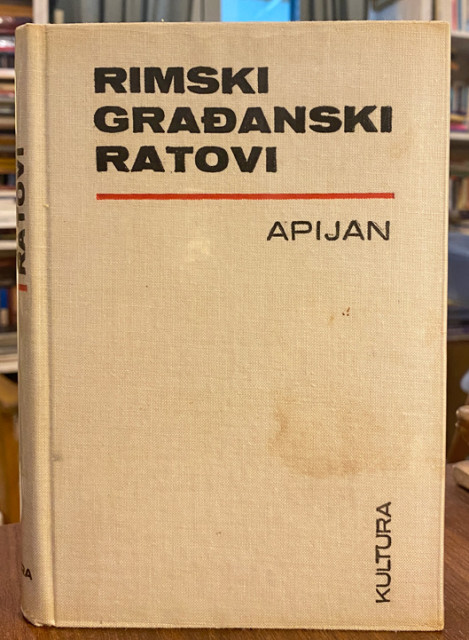 RIMSKI
GRAĐANSKI
RATOVI
APIJAN
KULTURA
RATOVI